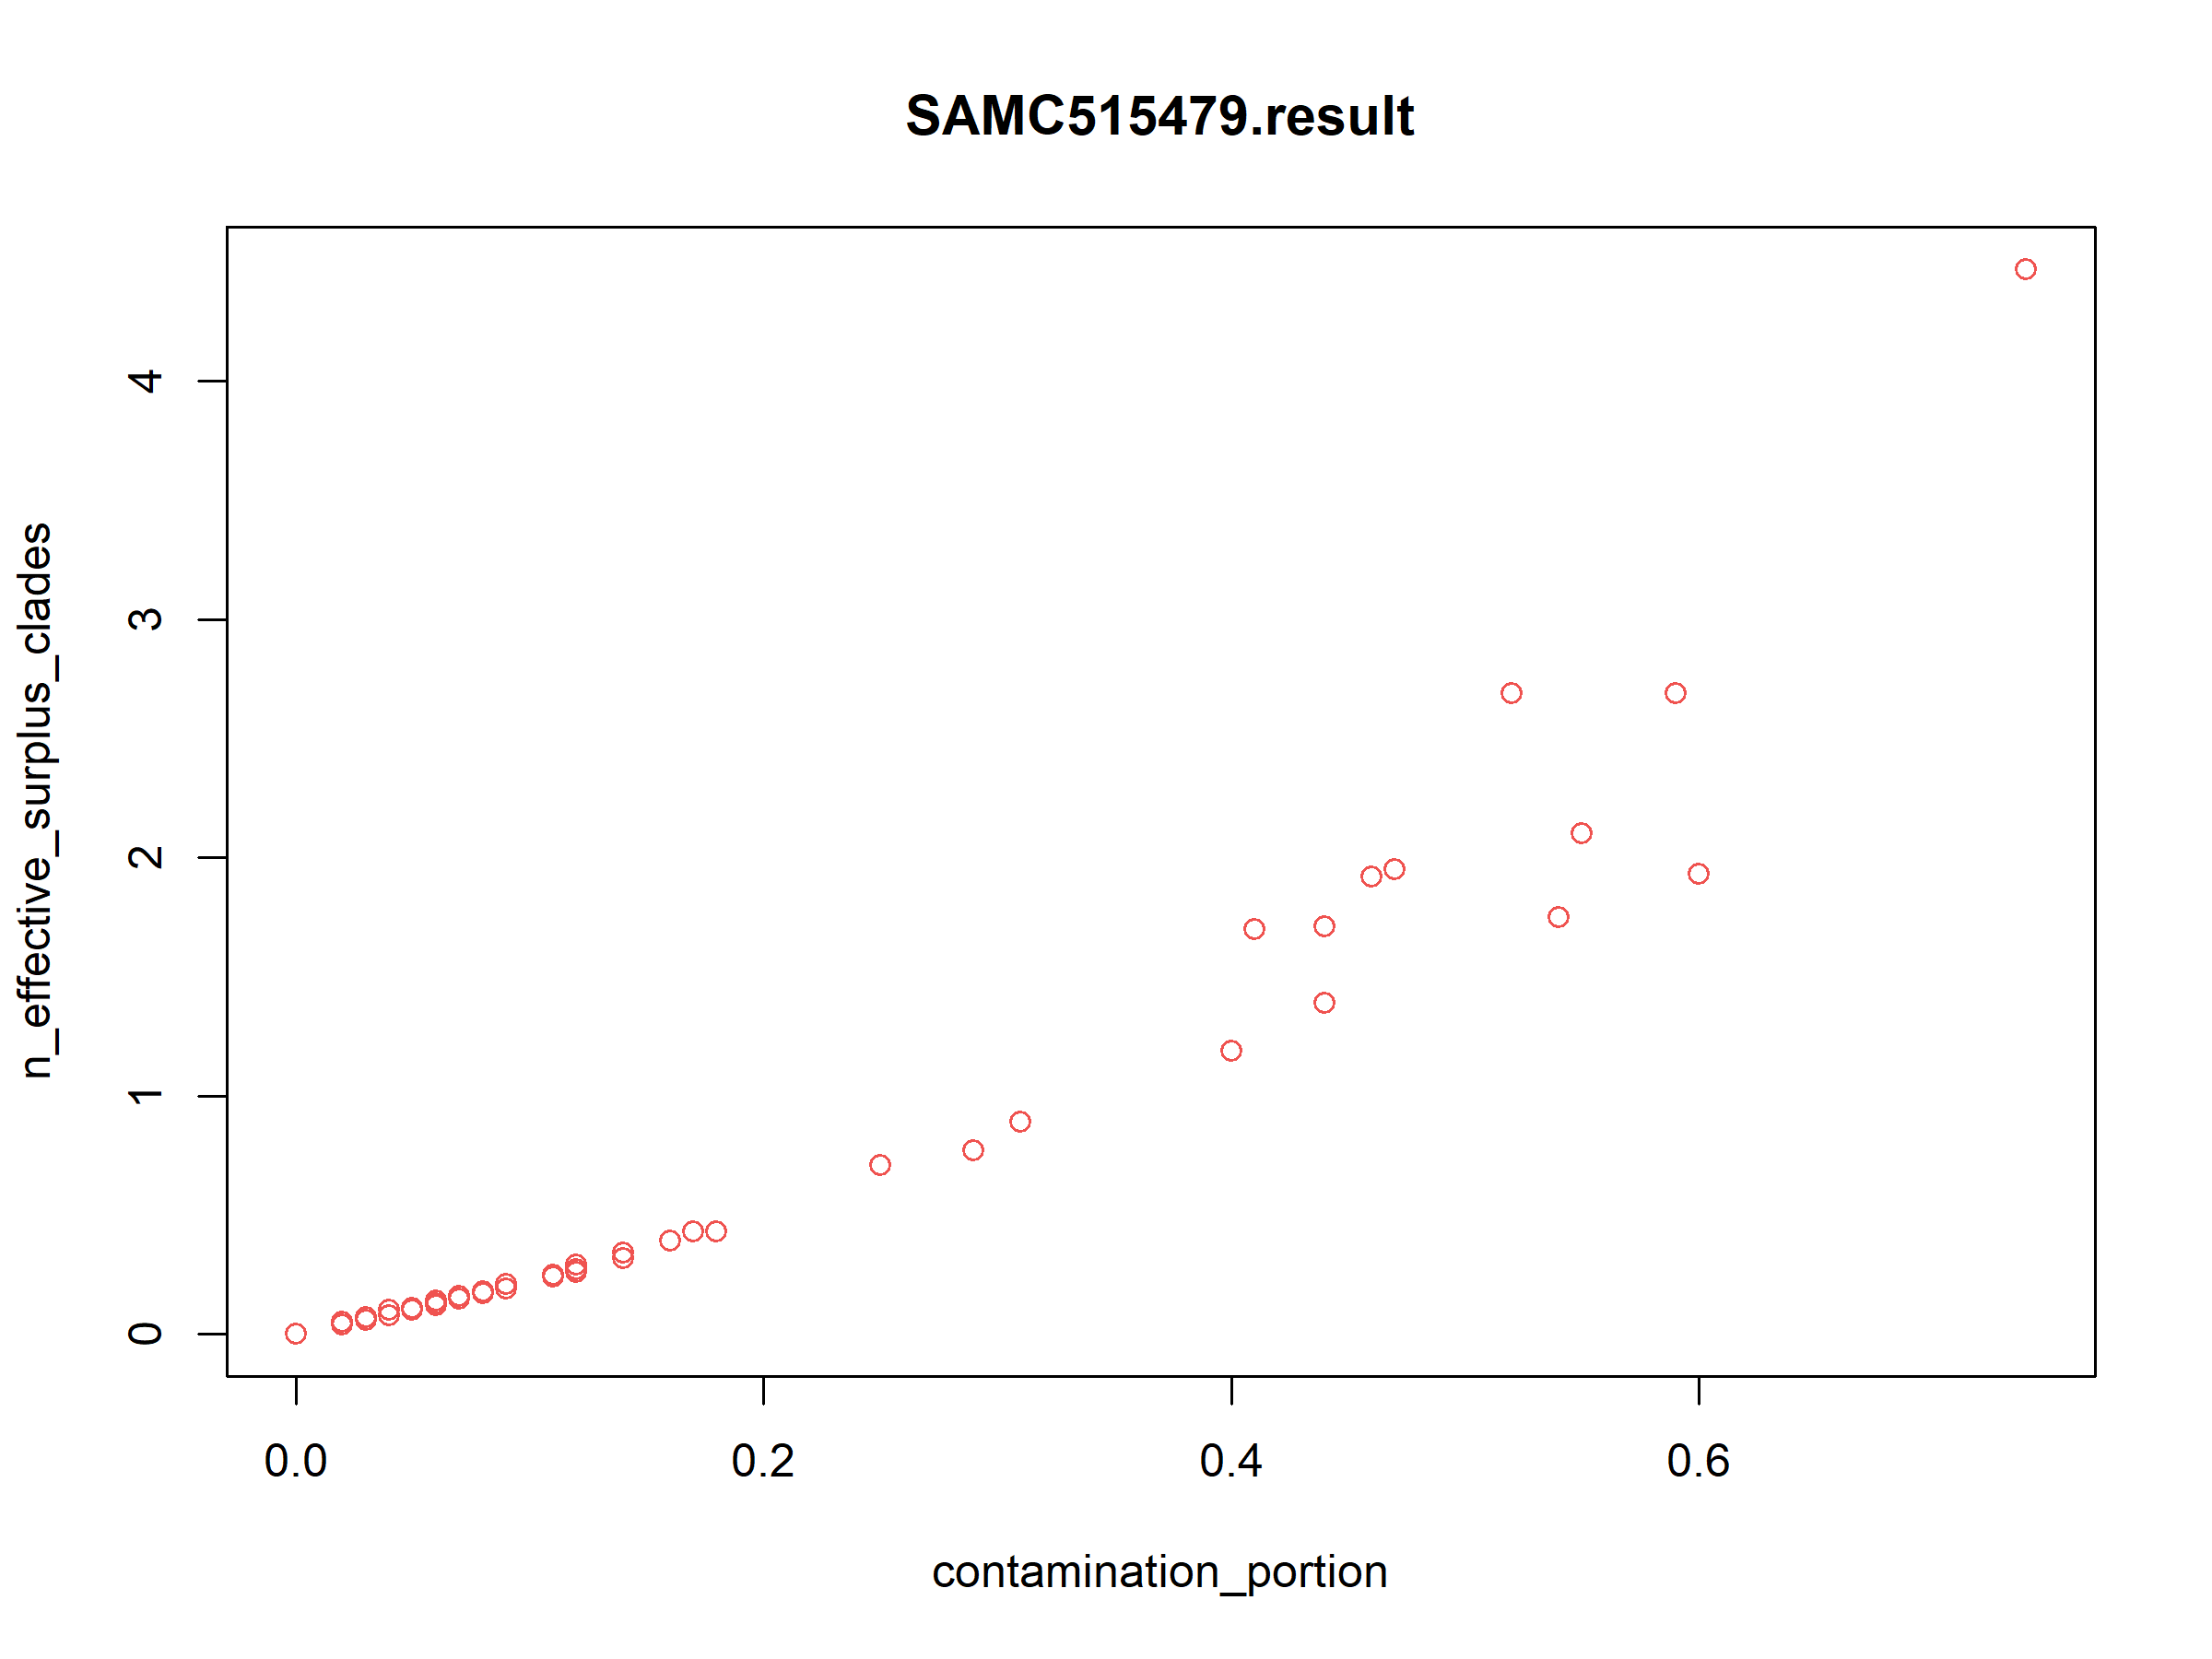 SAMC515479.result
n_effective_surplus_clades
4
3
2
1
0
0.0 0.2 0.4 0.6
contamination_portion